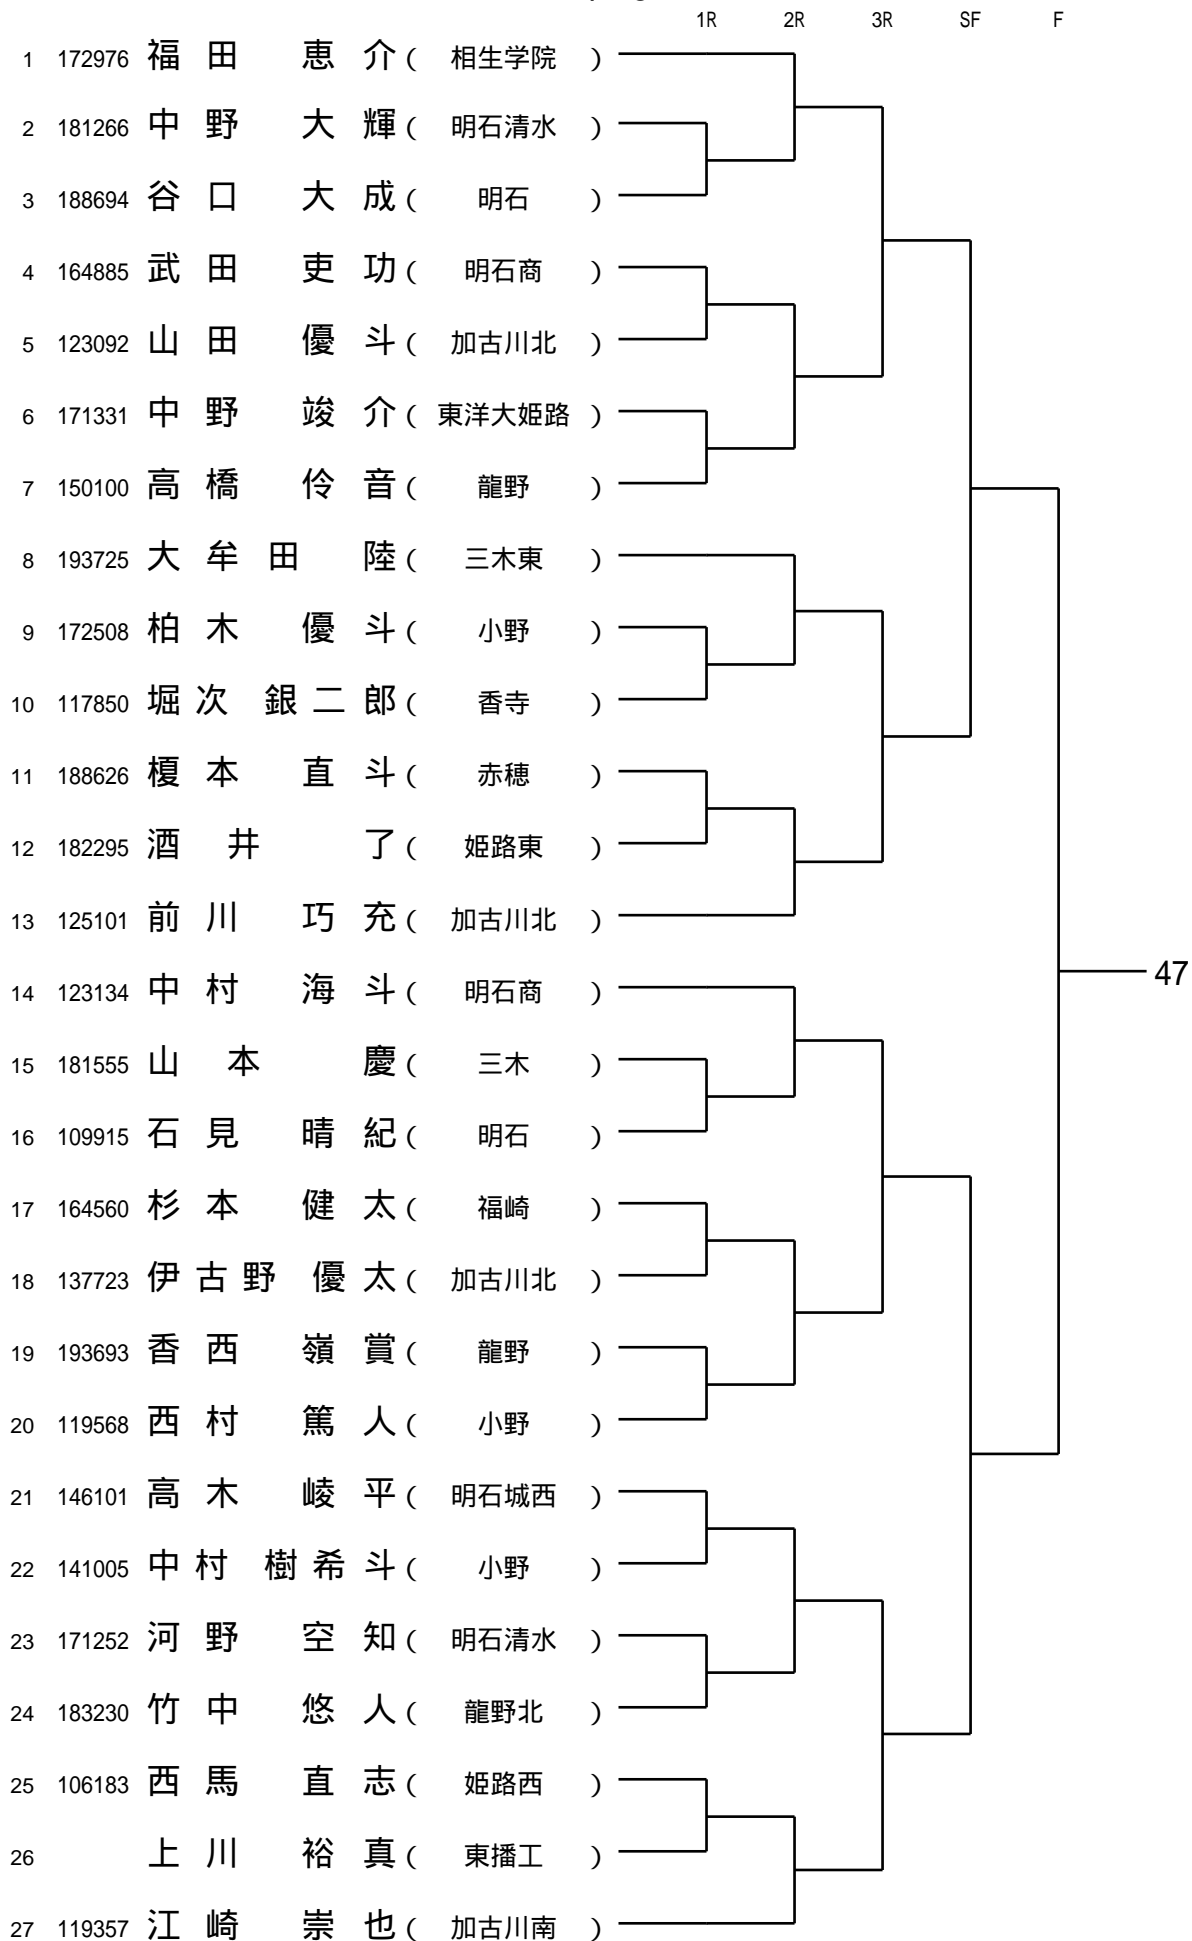 1R 2R 3R SF F
1 172976 福田 恵介 ( 相生学院 )
2 181266 中野 大輝 ( 明石清水 )
3 188694 谷口 大成 ( 明石 )
4 164885 武田 吏功 ( 明石商 )
5 123092 山田 優斗 ( 加古川北 )
6 171331 中野 竣介 ( 東洋大姫路 )
7 150100 高橋 伶音 ( 龍野 )
8 193725 大牟田 陸 ( 三木東 )
9 172508 柏木 優斗 ( 小野 )
10 117850 堀次 銀二郎 ( 香寺 )
11 188626 榎本 直斗 ( 赤穂 )
12 182295 酒井 了 ( 姫路東 )
13 125101 前川 巧充 ( 加古川北 )
47
14 123134 中村 海斗 ( 明石商 )
15 181555 山本 慶 ( 三木 )
16 109915 石見 晴紀 ( 明石 )
17 164560 杉本 健太 ( 福崎 )
18 137723 伊古野 優太 ( 加古川北 )
19 193693 香西 嶺賞 ( 龍野 )
20 119568 西村 篤人 ( 小野 )
21 146101 高木 崚平 ( 明石城西 )
22 141005 中村 樹希斗 ( 小野 )
23 171252 河野 空知 ( 明石清水 )
24 183230 竹中 悠人 ( 龍野北 )
25 106183 西馬 直志 ( 姫路西 )
26 上川 裕真 ( 東播工 )
27 119357 江崎 崇也 ( 加古川南 )